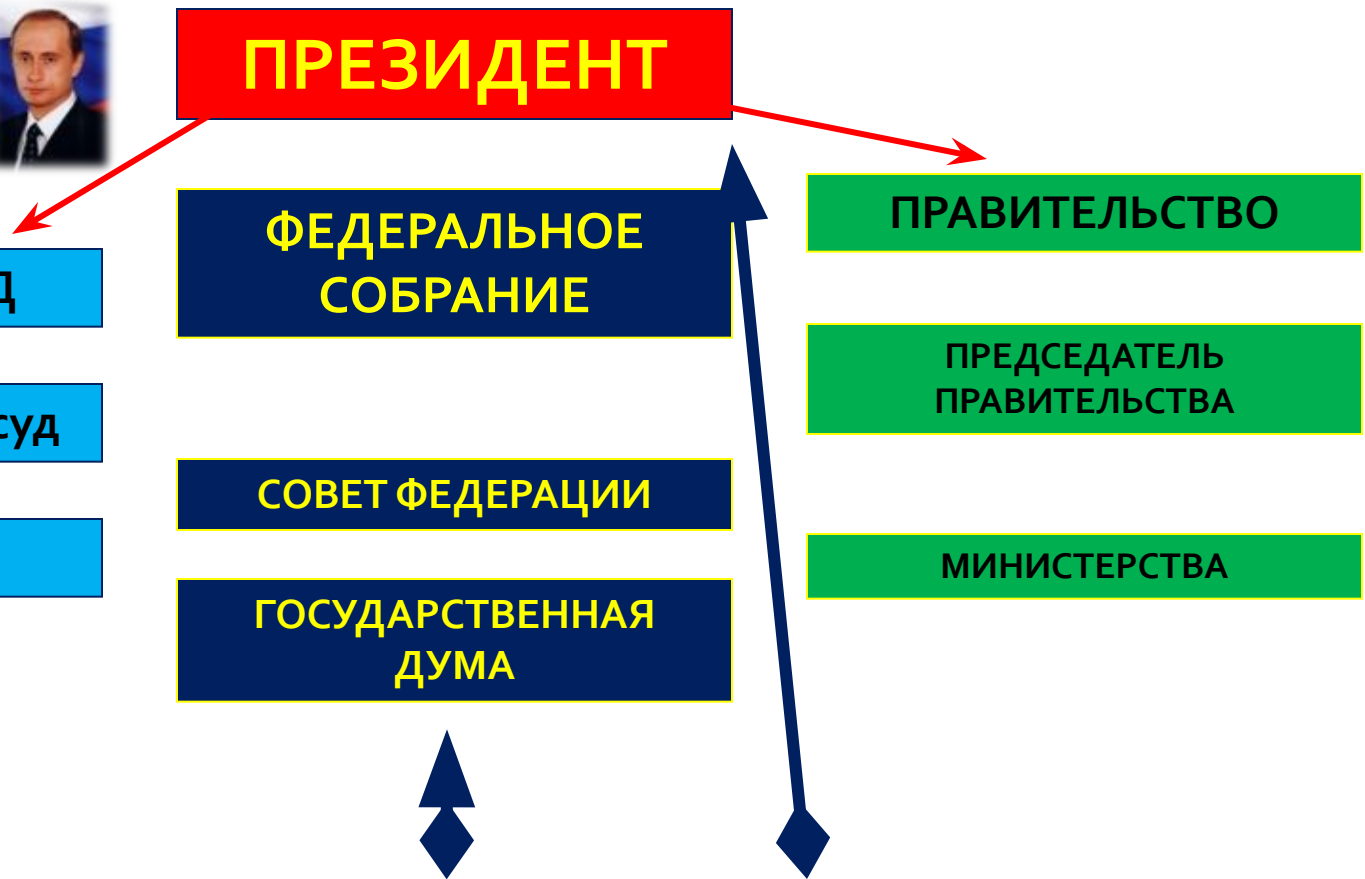 ПРЕЗИДЕНТ
ФЕДЕРАЛЬНОЕ
СОБРАНИЕ
СОВЕТ ФЕДЕРАЦИИ
ГОСУДАРСТВЕННАЯ
ДУМА
ПРАВИТЕЛЬСТВО
ПРЕДСЕДАТЕЛЬ
ПРАВИТЕЛЬСТВА
МИНИСТЕРСТВА